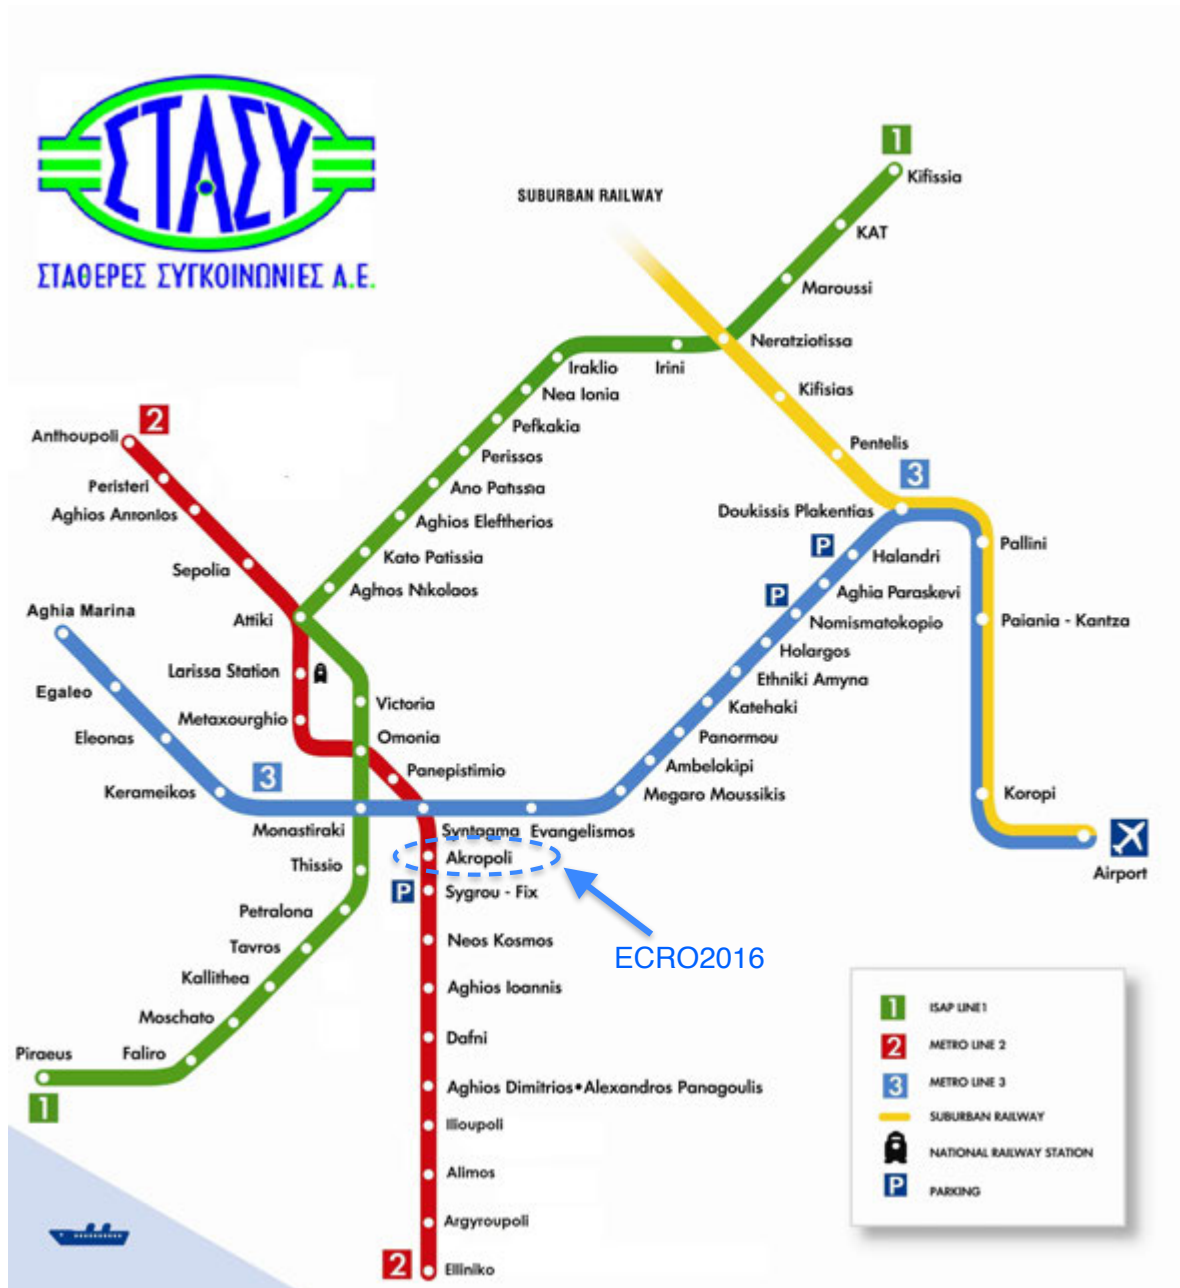 ΣΤΑΣΥ
ΣΤΑΘΕΡΕΣ ΣΥΓΚΟΙΝΩΝΙΕΣ Α.Ε.
1
Kifissia
SUBURBAN RAILWAY
KAT
Maroussi
Neratziotissa
Iraklio
Irini
Nea Ionia
Kifisias
Pefkakia
2
Anthoupoli
Pentelis
Perissos
3
Peristeri
Ano Patissia
Doukissis Plakentias
Aghios Antonios
Aghios Eleftherios
Pallini
P
Halandri
Kato Patissia
Sepolia
Aghios Nikolaos
P
Aghia Paraskevi
Aghia Marina
Attiki
Nomismatokopio
Paiania - Kantza
Holargos
Larissa Station
Ethniki Amyna
Egaleo
Victoria
Katehaki
Metaxourghio
Eleonas
Omonia
Panormou
Panepistimio
Ambelokipi
3
Kerameikos
Megaro Moussikis
Koropi
Monastiraki
Syntagma
Evangelismos
Akropoli
Thissio
Airport
P
Sygrou - Fix
Petralona
Neos Kosmos
Tavros
ECRO2016
Kallithea
Aghios Ioannis
Moschato
Dafni
Piraeus
Faliro
Aghios Dimitrios•Alexandros Panagoulis
1
Ilioupoli
Alimos
Argyroupoli
2
Elliniko
1 ISAP LINE1
2 METRO LINE 2
3 METRO LINE 3
SUBURBAN RAILWAY
NATIONAL RAILWAY STATION
P PARKING